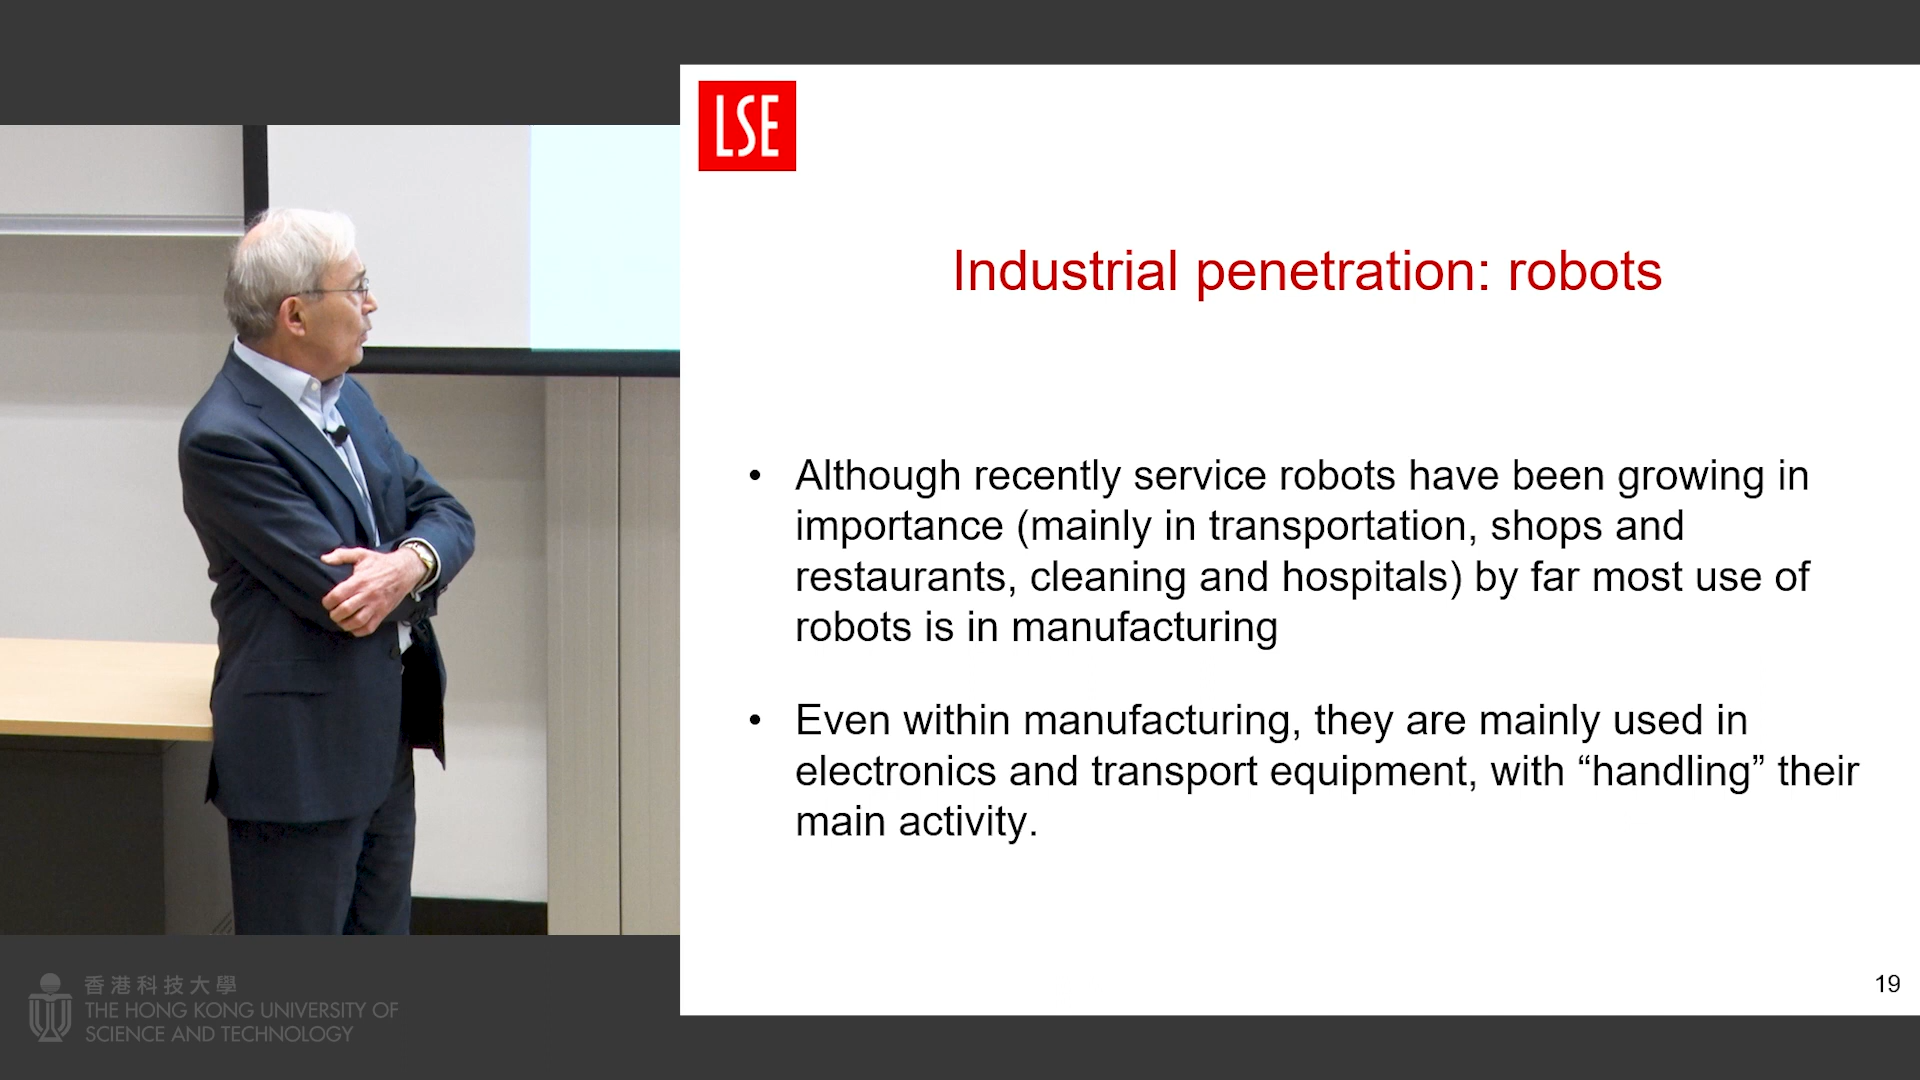 LSE
Industrial penetration: robots
• Although recently service robots have been growing in
importance (mainly in transportation, shops and
restaurants, cleaning and hospitals) by far most use of
robots is in manufacturing
• Even within manufacturing, they are mainly used in
electronics and transport equipment, with “handling” their
main activity.
19
香港科技大學
THE HONG KONG UNIVERSITY OF
SCIENCE AND TECHNOLOGY